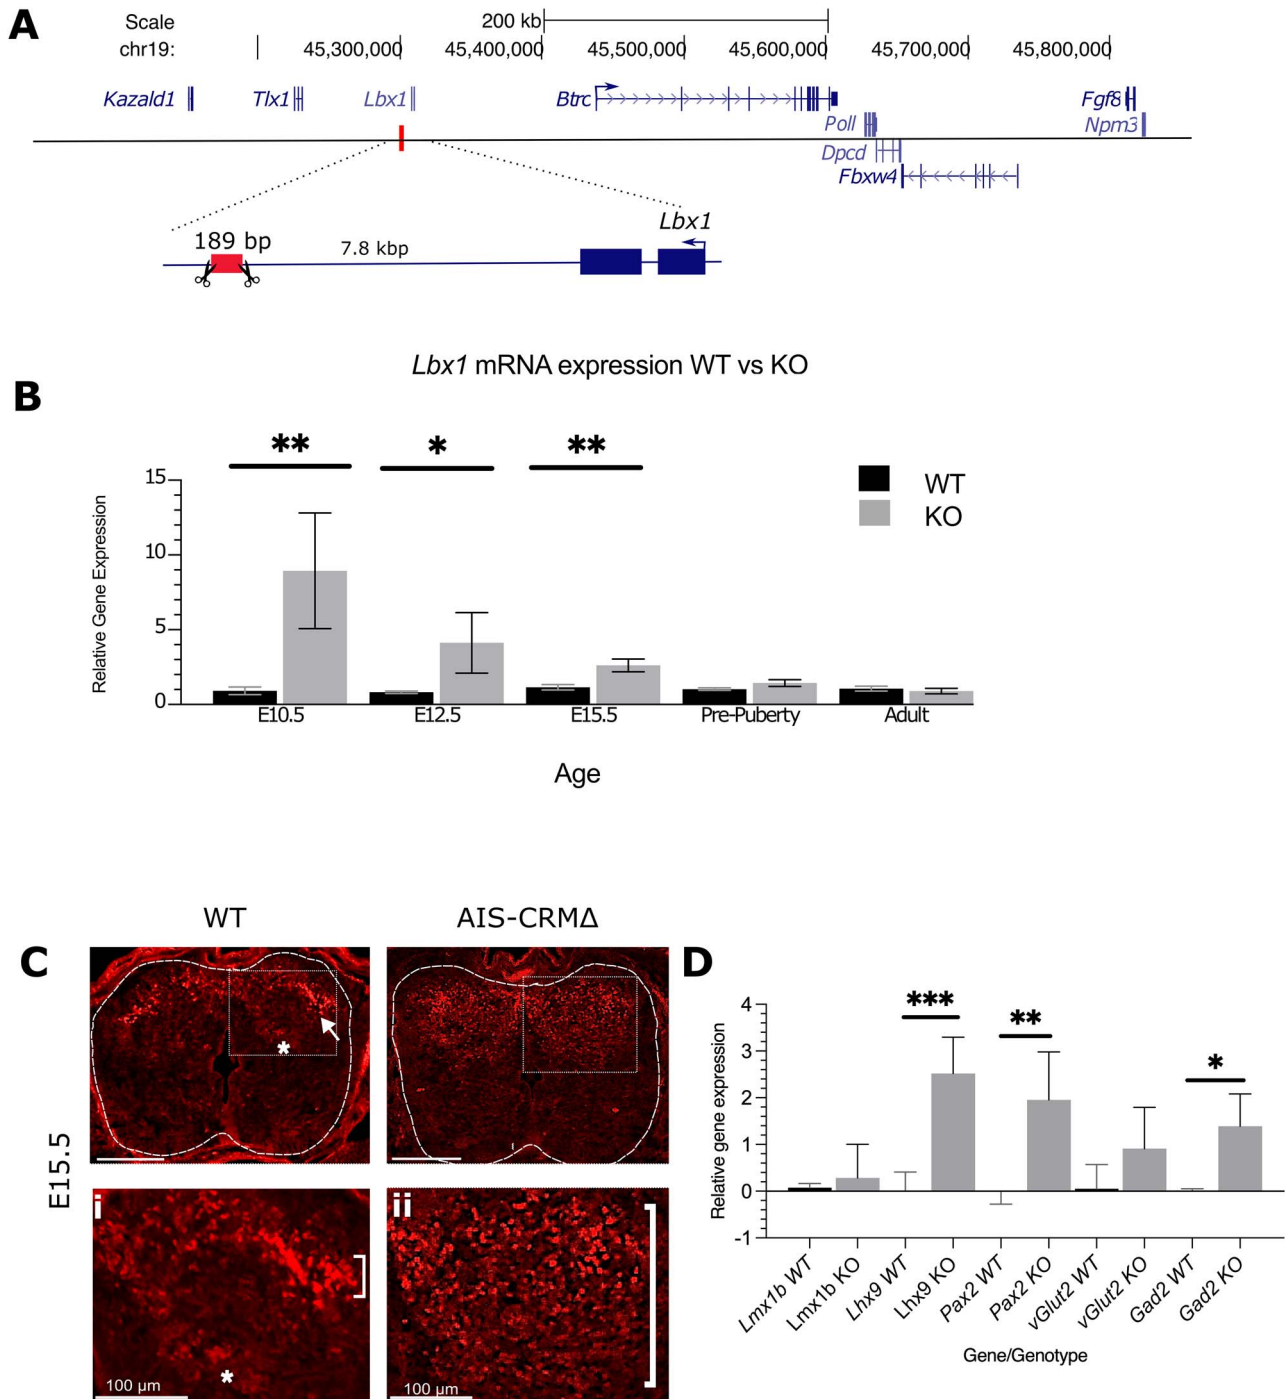 A
Scale 200 kb
chr19: 45,300,000 45,400,000 45,500,000 45,600,000 45,700,000 45,800,000
Kazald1 Tlx1 Lbx1 Btrc Fgf8
Poll Npm3
Dpcd
Fbxw4
Lbx1
189 bp 7.8 kbp
Lbx1 mRNA expression WT vs KO
B
** * **
WT
KO
Relative Gene Expression
15
10
5
0
E10.5 E12.5 E15.5 Pre-Puberty Adult
Age
WT AIS-CRMΔ
C
E15.5
*
i ii
*
100 µm 100 µm
D
*** ** *
Relative gene expression
4
3
2
1
0
-1
Lmx1b WT Lmx1b KO Lhx9 WT Lhx9 KO Pax2 WT Pax2 KO vGlut2 WT vGlut2 KO Gad2 WT Gad2 KO
Gene/Genotype